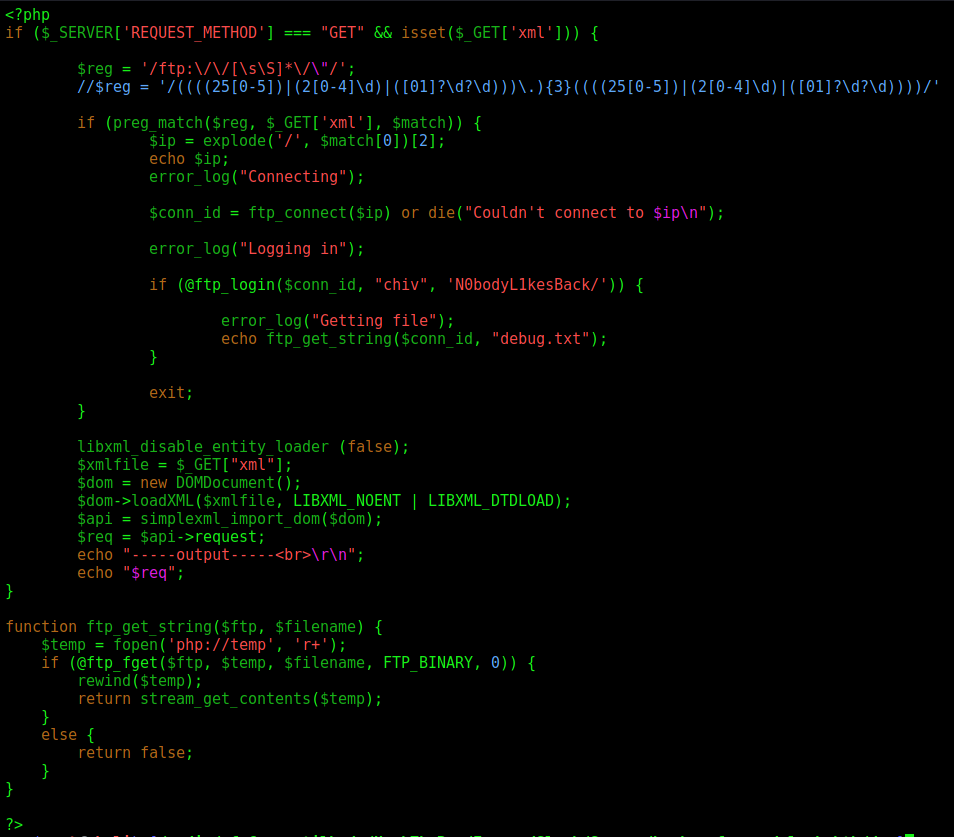 <?php
if ($_SERVER['REQUEST_METHOD'] === "GET" && isset($_GET['xml'])) {
$reg = '/ftp:\/\/[\s\S]*\/\"/';
//$reg = '/((((25[0-5])|(2[0-4]\d)|([01]?\d?\d)))\.){3}((((25[0-5])|(2[0-4]\d)|([01]?\d?\d))))/'
if (preg_match($reg, $_GET['xml'], $match)) {
$ip = explode('/', $match[0])[2];
echo $ip;
error_log("Connecting");
$conn_id = ftp_connect($ip) or die("Couldn't connect to $ip\n");
error_log("Logging in");
if (@ftp_login($conn_id, "chiv", 'N0bodyL1kesBack/')) {
error_log("Getting file");
echo ftp_get_string($conn_id, "debug.txt");
}
exit;
}
libxml_disable_entity_loader (false);
$xmlfile = $_GET["xml"];
$dom = new DOMDocument();
$dom->loadXML($xmlfile, LIBXML_NOENT | LIBXML_DTDLOAD);
$api = simplexml_import_dom($dom);
$req = $api->request;
echo "-----output-----<br>\r\n";
echo "$req";
}
function ftp_get_string($ftp, $filename) {
$temp = fopen('php://temp', 'r+');
if (@ftp_fget($ftp, $temp, $filename, FTP_BINARY, 0)) {
rewind($temp);
return stream_get_contents($temp);
}
else {
return false;
}
}
?>